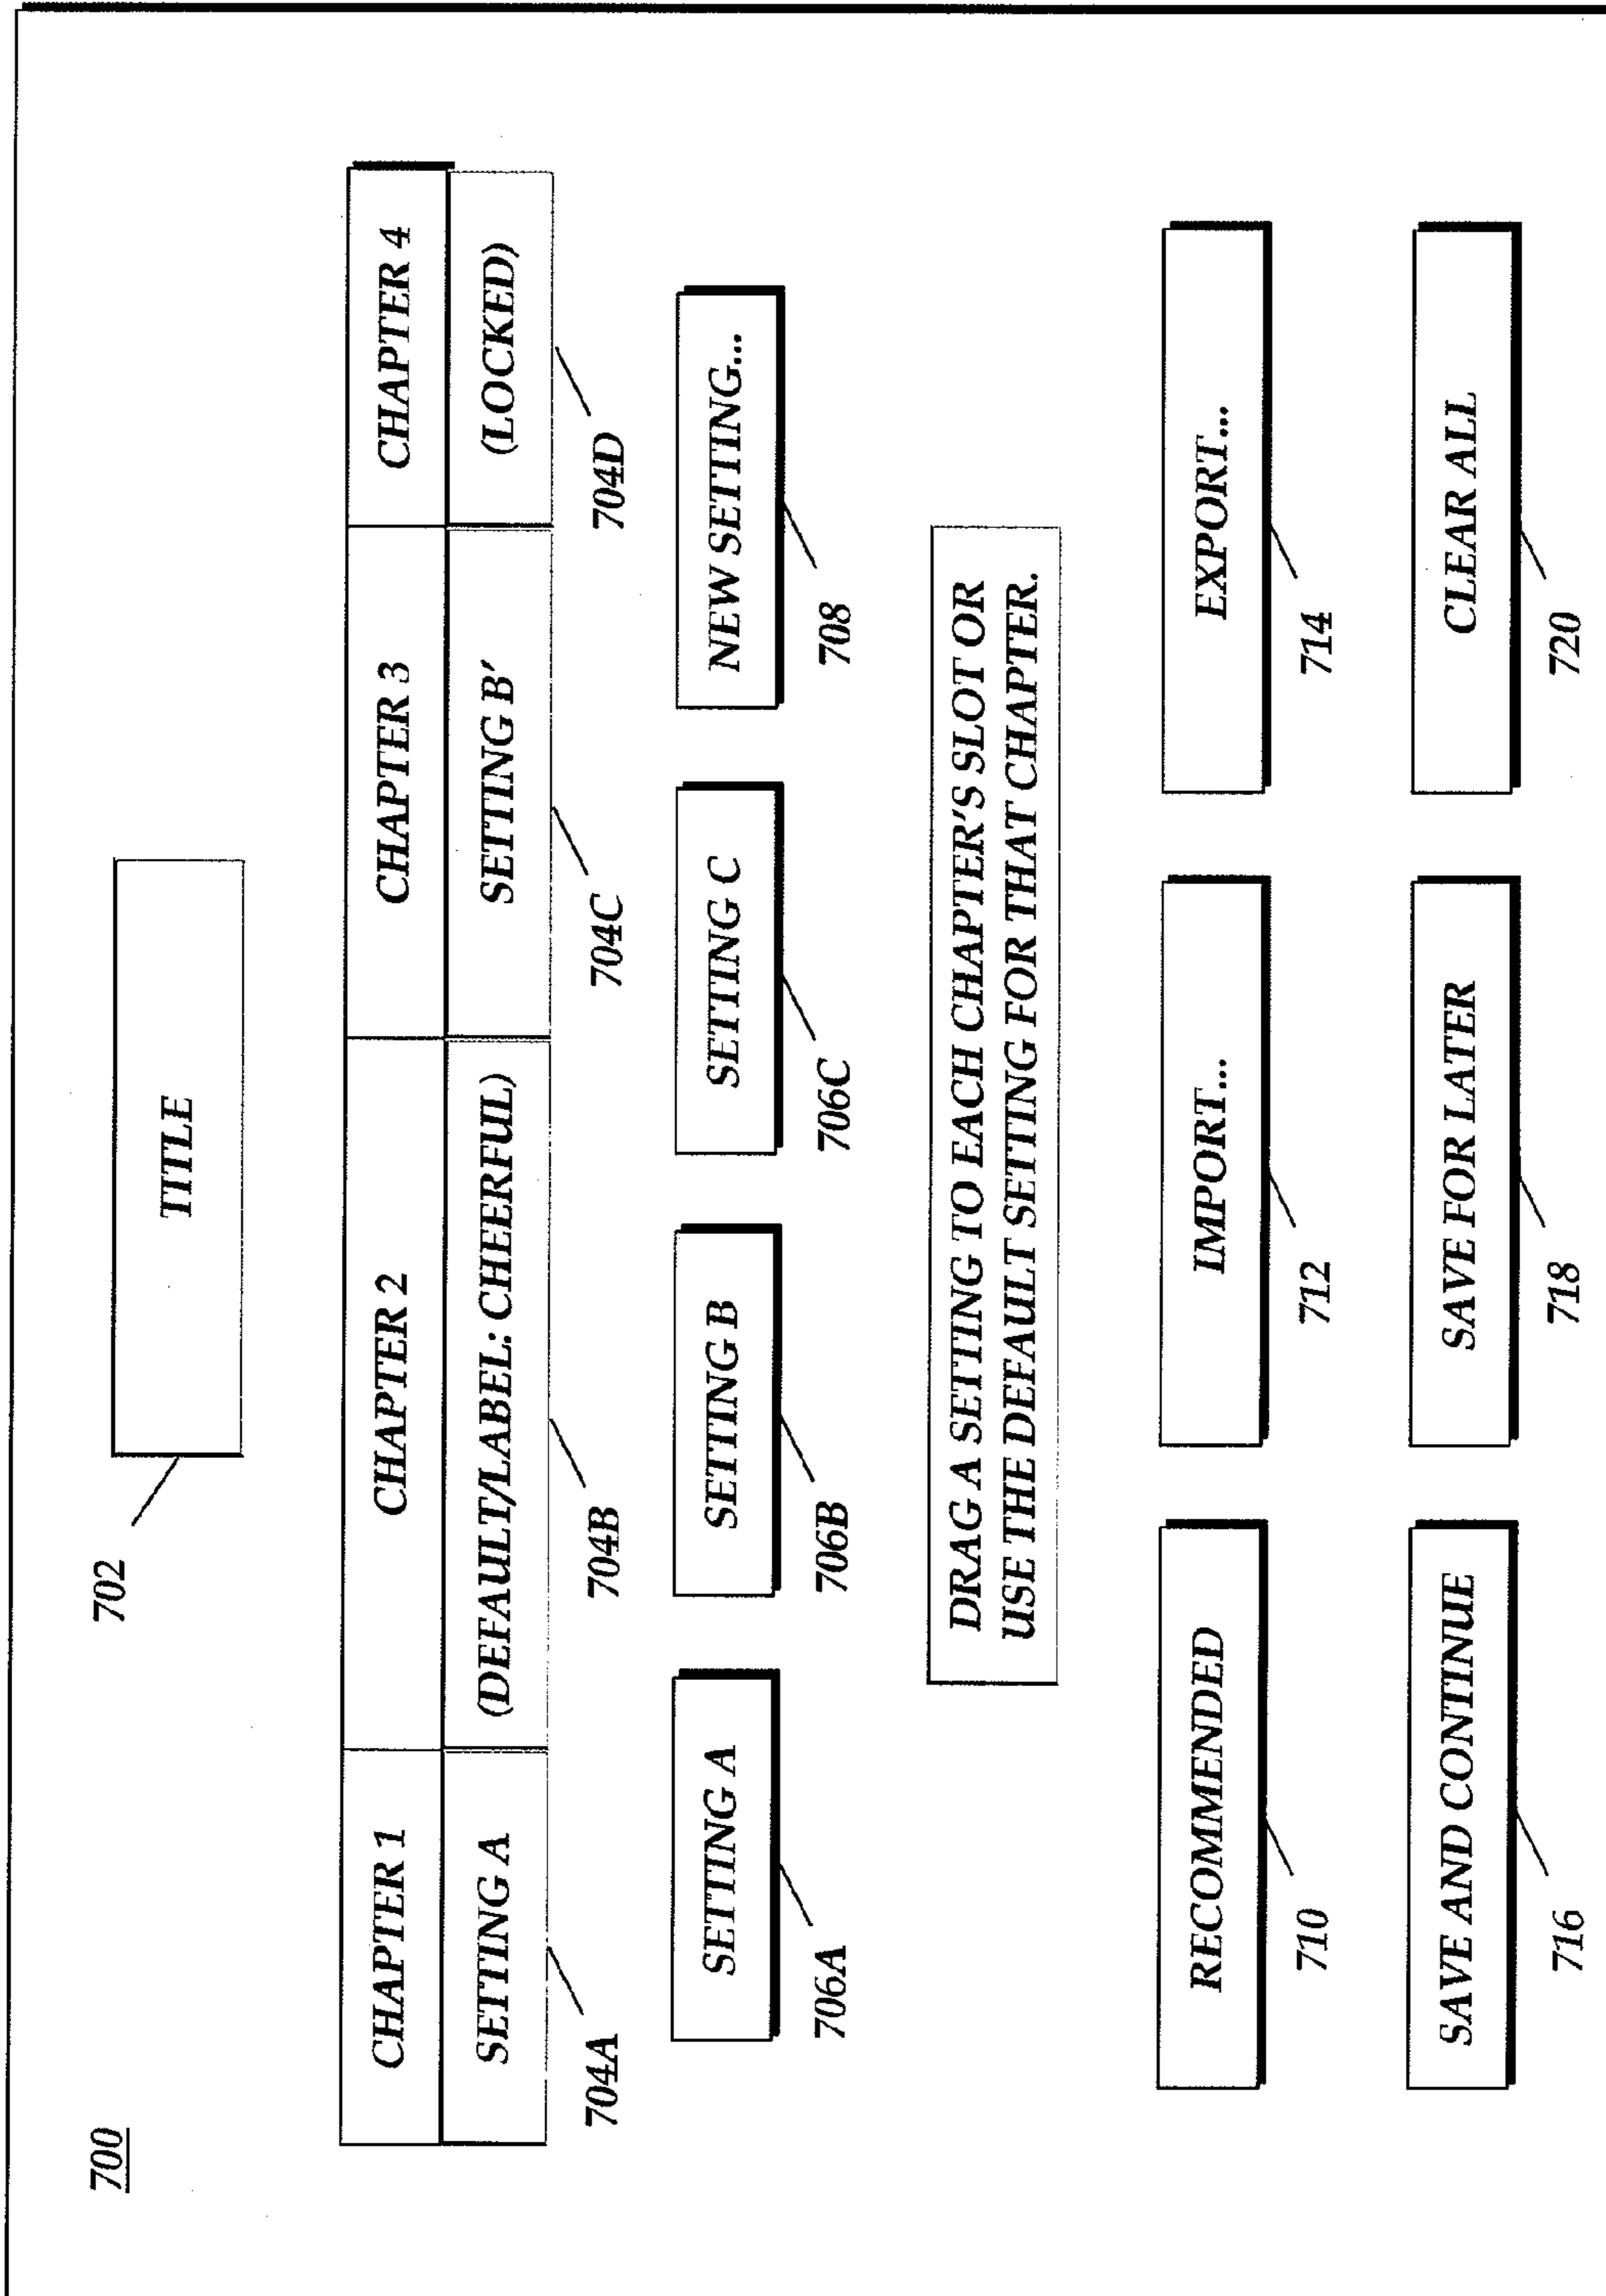 700
702
TITLE
CHAPTER 1 CHAPTER 2 CHAPTER 3 CHAPTER 4
SETTING A (DEFAULT/LABEL: CHEERFUL) SETTING B' (LOCKED)
704A 704B 704C 704D
SETTING A SETTING B SETTING C NEW SETTING...
706A 706B 706C 708
DRAG A SETTING TO EACH CHAPTER'S SLOT OR
USE THE DEFAULT SETTING FOR THAT CHAPTER.
RECOMMENDED IMPORT... EXPORT...
710 712 714
SAVE AND CONTINUE SAVE FOR LATER CLEAR ALL
716 718 720